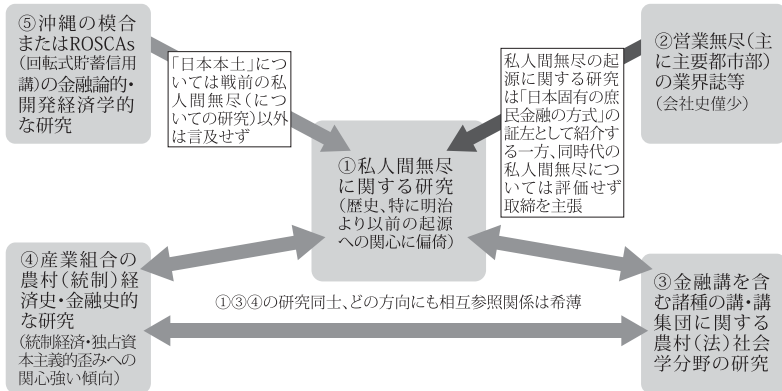 ⑤沖縄の模合
またはROSCAs
(回転式貯蓄信用
講)の金融論的・
開発経済学的
な研究
「日本本土」につ
いては戦前の私
人間無尽(につ
いての研究)以外
は言及せず
私人間無尽の起
源に関する研究
は「日本固有の庶
民金融の方式」の
証左として紹介す
る一方、同時代の
私人間無尽につい
ては評価せず
取締を主張
②営業無尽(主
に主要都市部)
の業界誌等
(会社史僅少)
①私人間無尽
に関する研究
(歴史、特に明治
より以前の起源
への関心に偏倚)
④産業組合の
農村(統制)経
済史・金融史的
な研究
(統制経済・独占資
本主義的歪みへの
関心強い傾向)
①③④の研究同士、どの方向にも相互参照関係は希薄
③金融講を含
む諸種の講・講
集団に関する
農村(法)社会
学分野の研究